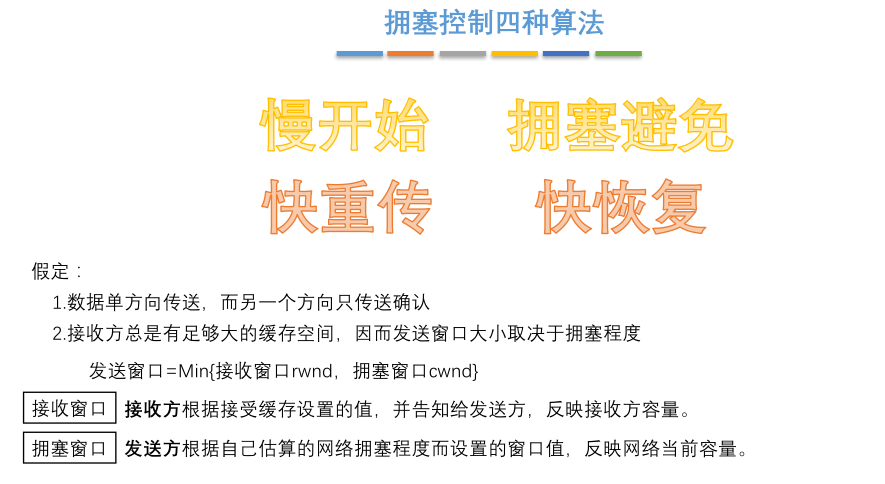 拥塞控制四种算法
慢开始 拥塞避免
快重传 快恢复
假定：
1.数据单方向传送，而另一个方向只传送确认
2.接收方总是有足够大的缓存空间，因而发送窗口大小取决于拥塞程度
发送窗口=Min{接收窗口rwnd，拥塞窗口cwnd}
接收窗口 接收方根据接受缓存设置的值，并告知给发送方，反映接收方容量。
拥塞窗口 发送方根据自己估算的网络拥塞程度而设置的窗口值，反映网络当前容量。